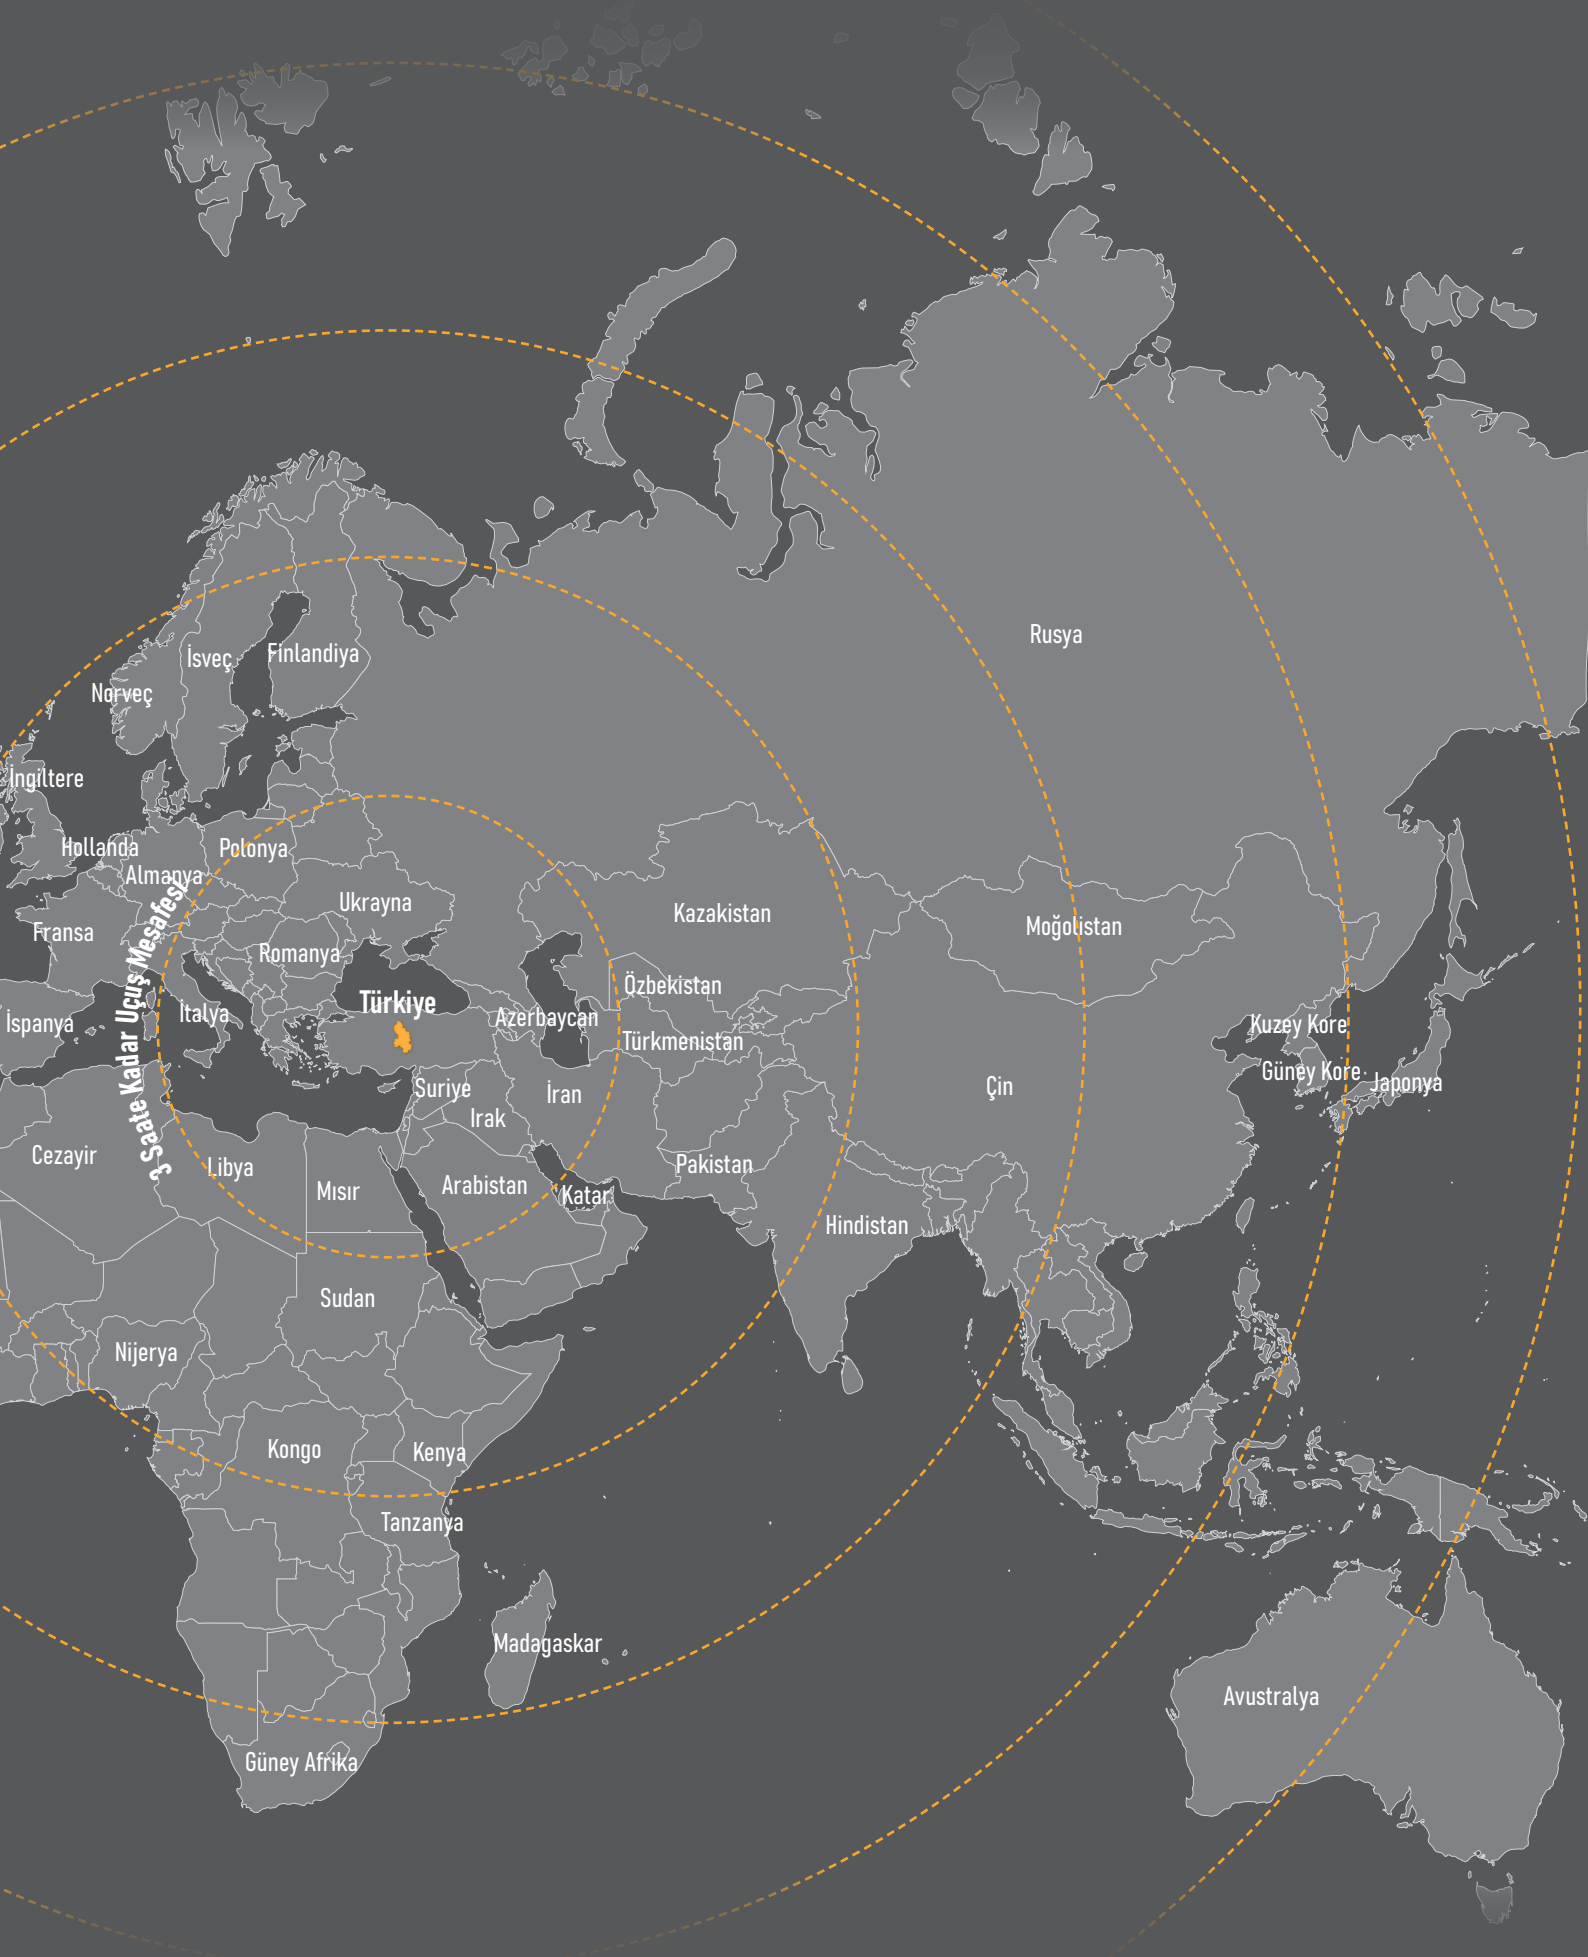 Rusya
İsveç
Finlandiya
Norveç
İngiltere
Hollanda
Polonya
Almanya
Ukrayna
Kazakistan
Moğolistan
Fransa
Romanya
Özbekistan
Türkiye
İtalya
Azerbaycan
İspanya
Kuzey Kore
Türkmenistan
Güney Kore
Japonya
Suriye
İran
Çin
Irak
3 Saate Kadar Uçuş Mesafesi
Cezayir
Libya
Pakistan
Mısır
Arabistan
Katar
Hindistan
Sudan
Nijerya
Kongo
Kenya
Tanzanya
Madagaskar
Avustralya
Güney Afrika